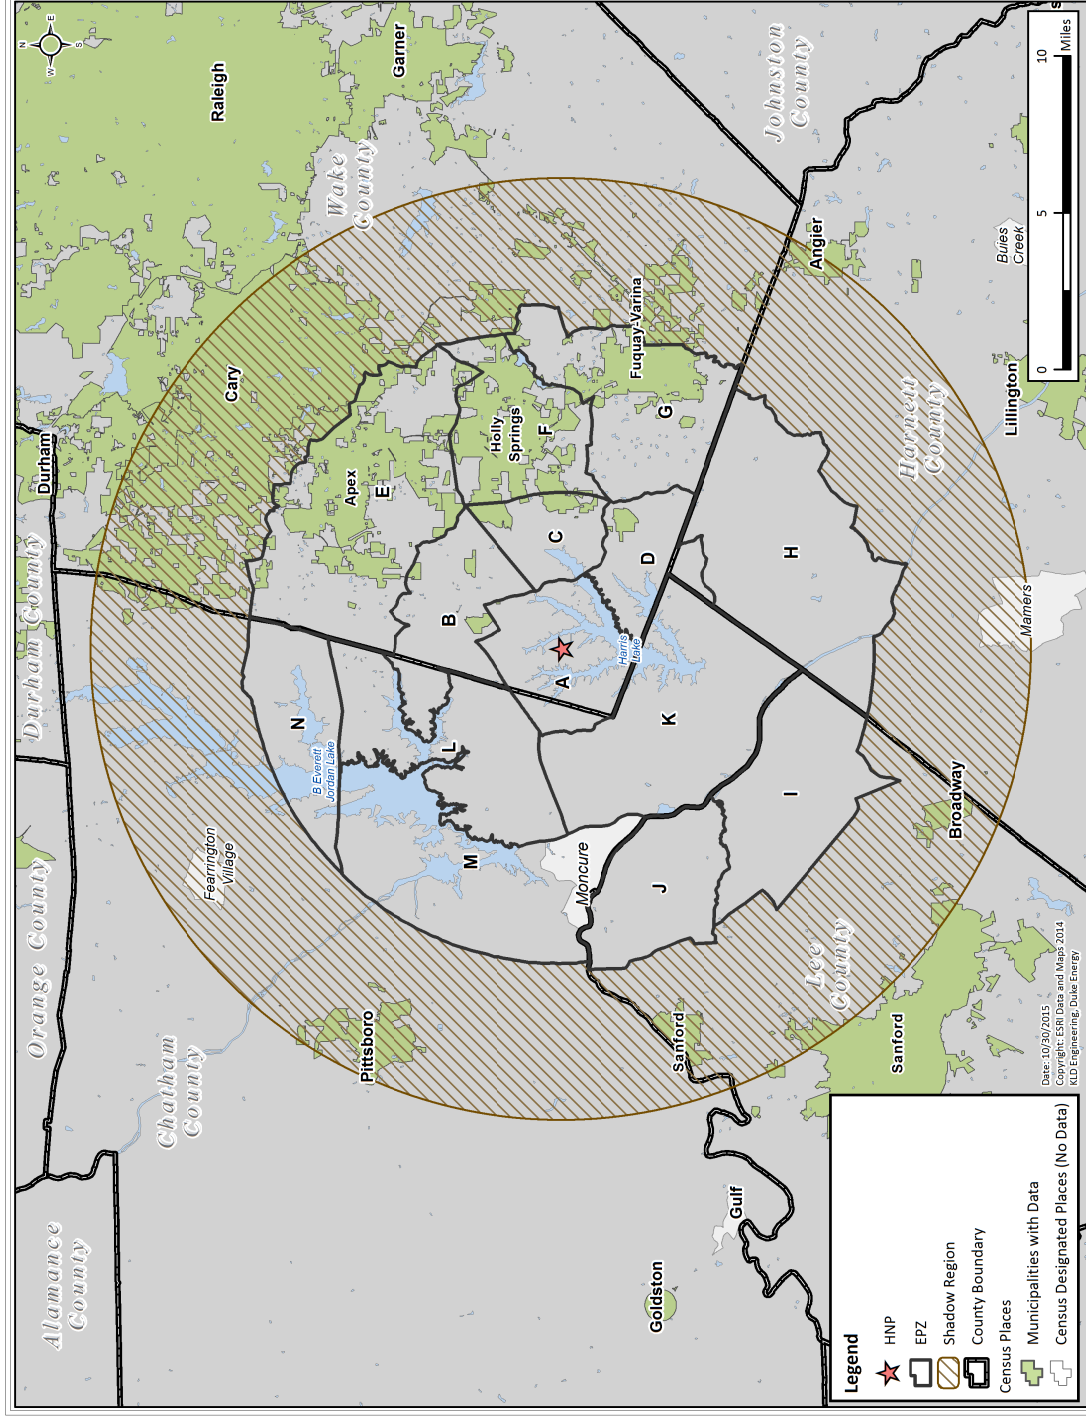 Alamance
County
Orange County
Durham County
Durham
Chatham
County
Wake
County
Raleigh
Garner
Cary
Fearrington
Village
Pittsboro
B Everett
Jordan Lake
N
Apex
E
M
L
B
Holly
Springs
F
A
C
Moncure
Harris
Lake
D
J
K
G
Fuquay-Varina
H
I
Goldston
Gulf
Sanford
Sanford
Lee
County
Broadway
Mamers
Harnett
County
Lillington
Angier
Buies
Creek
Johnston
County
N
E
S
W
0
5
10
Miles
S
Legend
HNP
EPZ
Shadow Region
County Boundary
Census Places
Municipalities with Data
Census Designated Places (No Data)
Date: 10/30/2015
Copyright: ESRI Data and Maps 2014
KLD Engineering, Duke Energy